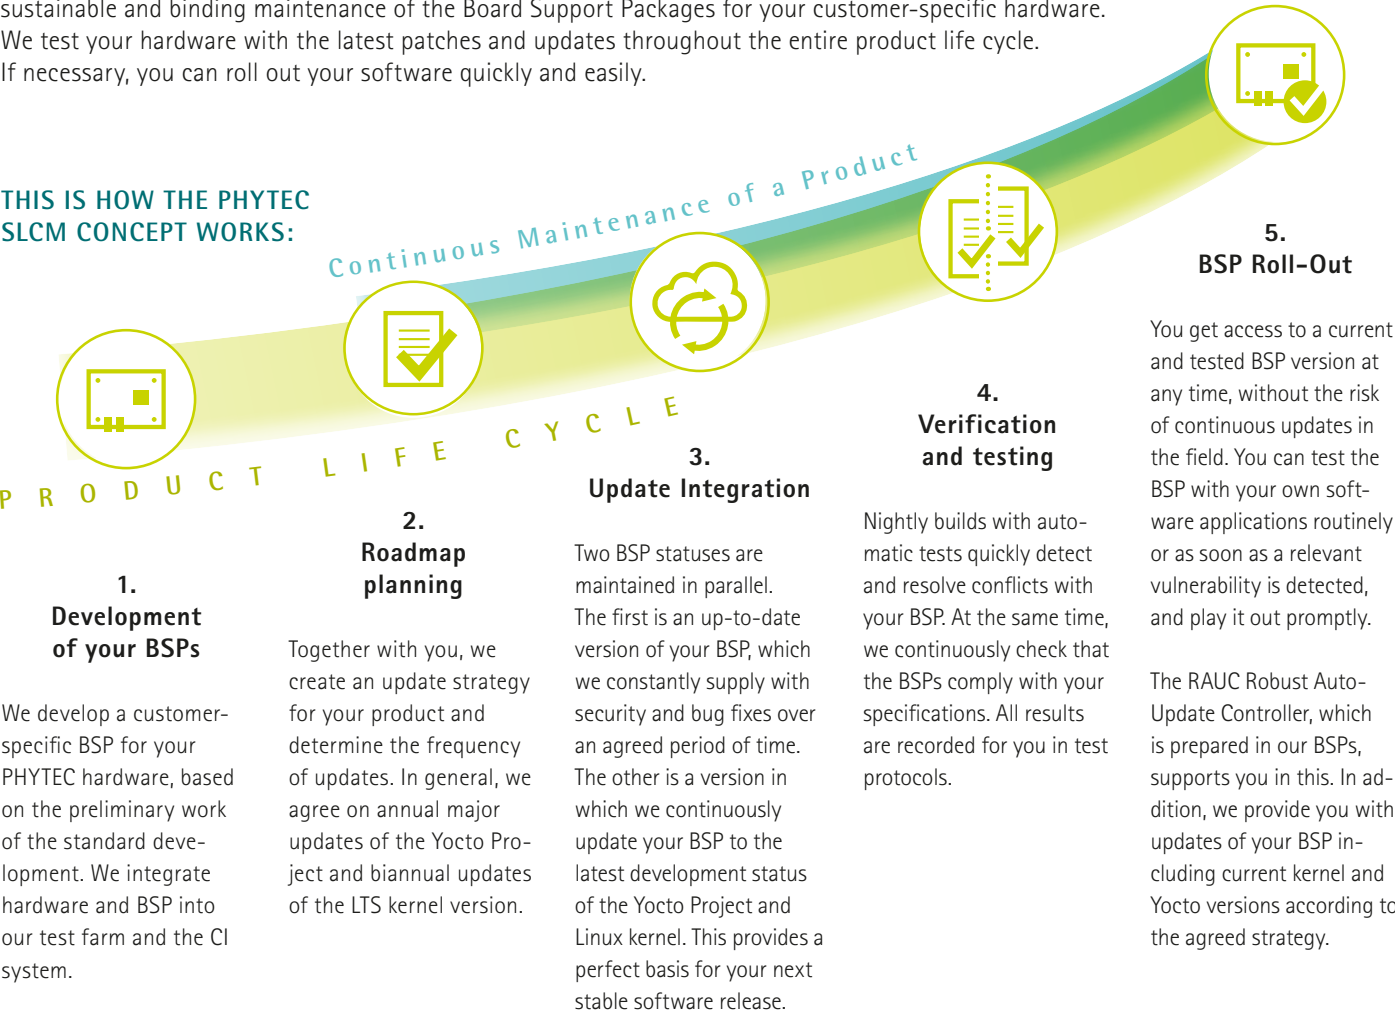 sustainable and binding maintenance of the Board Support Packages for your customer-specific hardware.
We test your hardware with the latest patches and updates throughout the entire product life cycle.
If necessary, you can roll out your software quickly and easily.
THIS IS HOW THE PHYTEC
SLCM CONCEPT WORKS:
Continuous Maintenance of a Product
PRODUCT LIFE CYCLE
1.
Development
of your BSPs
We develop a customer-
specific BSP for your
PHYTEC hardware, based
on the preliminary work
of the standard deve-
lopment. We integrate
hardware and BSP into
our test farm and the CI
system.
2.
Roadmap
planning
Together with you, we
create an update strategy
for your product and
determine the frequency
of updates. In general, we
agree on annual major
updates of the Yocto Pro-
ject and biannual updates
of the LTS kernel version.
3.
Update Integration
Two BSP statuses are
maintained in parallel.
The first is an up-to-date
version of your BSP, which
we constantly supply with
security and bug fixes over
an agreed period of time.
The other is a version in
which we continuously
update your BSP to the
latest development status
of the Yocto Project and
Linux kernel. This provides a
perfect basis for your next
stable software release.
4.
Verification
and testing
Nightly builds with auto-
matic tests quickly detect
and resolve conflicts with
your BSP. At the same time,
we continuously check that
the BSPs comply with your
specifications. All results
are recorded for you in test
protocols.
5.
BSP Roll-Out
You get access to a current
and tested BSP version at
any time, without the risk
of continuous updates in
the field. You can test the
BSP with your own soft-
ware applications routinely
or as soon as a relevant
vulnerability is detected,
and play it out promptly.
The RAUC Robust Auto-
Update Controller, which
is prepared in our BSPs,
supports you in this. In ad-
dition, we provide you with
updates of your BSP in-
cluding current kernel and
Yocto versions according to
the agreed strategy.